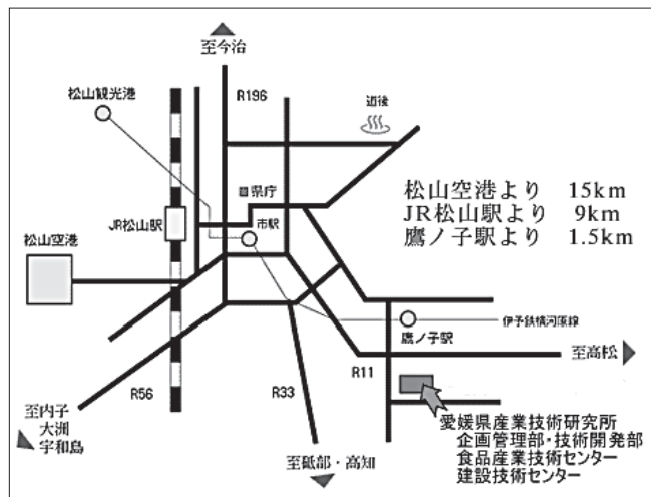 至今治
松山観光港
R196
道後
県庁
松山空港より 15km
JR松山駅より 9km
鷹ノ子駅より 1.5km
JR松山駅
市駅
松山空港
伊予鉄横河原線
鷹ノ子駅
至高松
R56
R33
R11
至内子
大洲
宇和島
至砥部・高知
愛媛県産業技術研究所
企画管理部・技術開発部
食品産業技術センター
建設技術センター